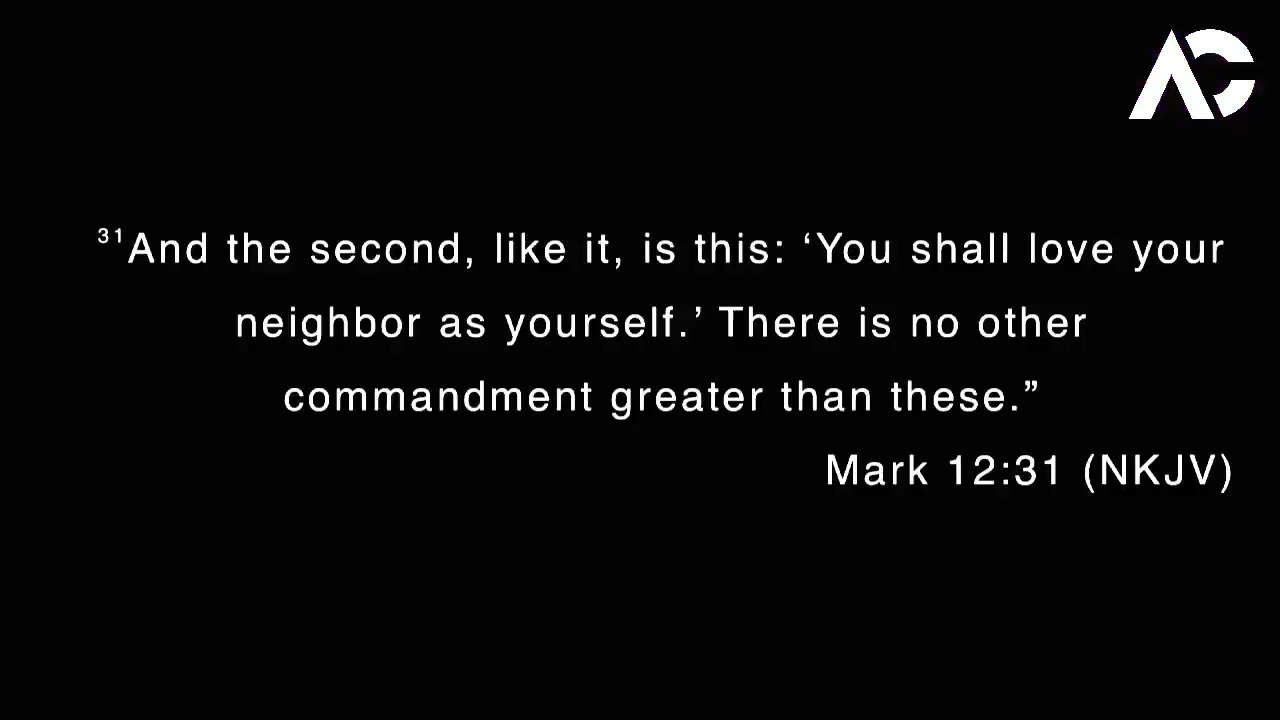 AC
³¹And the second, like it, is this: ‘You shall love your
neighbor as yourself.’ There is no other
commandment greater than these.”
Mark 12:31 (NKJV)